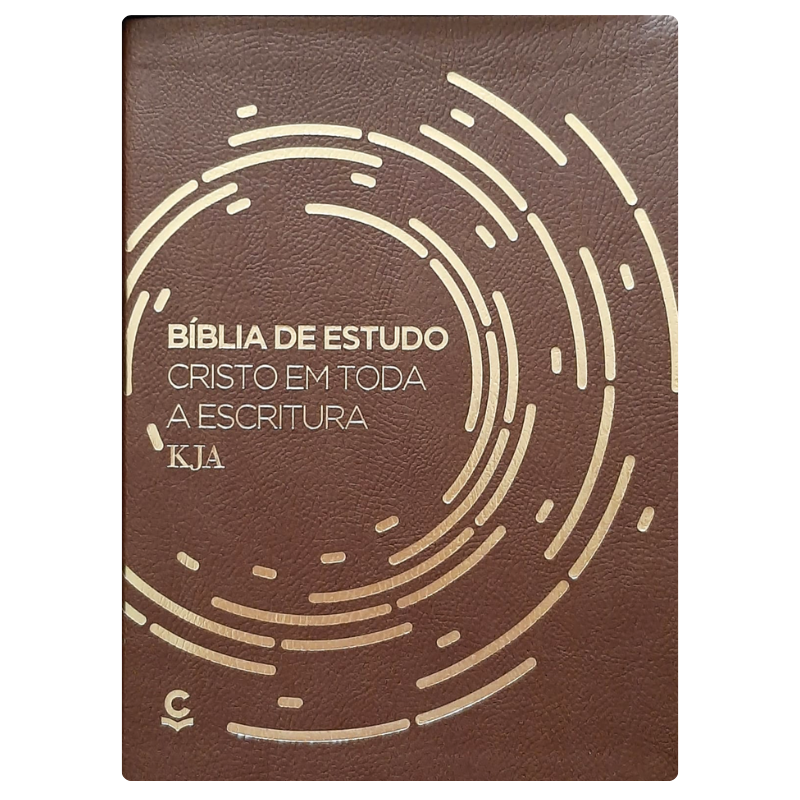 BÍBLIA DE ESTUDO
CRISTO EM TODA
A ESCRITURA
KJA
C